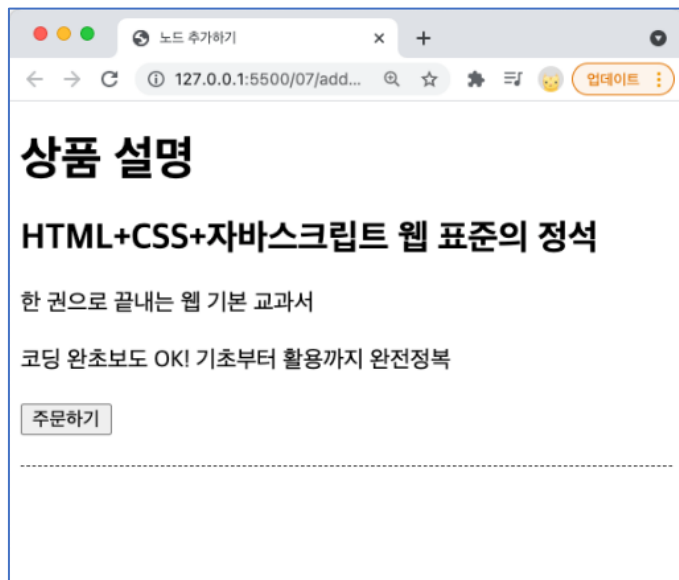 노드 추가하기
127.0.0.1:5500/07/add...
업데이트
상품 설명
HTML+CSS+자바스크립트 웹 표준의 정석
한 권으로 끝내는 웹 기본 교과서
코딩 완초보도 OK! 기초부터 활용까지 완전정복
주문하기